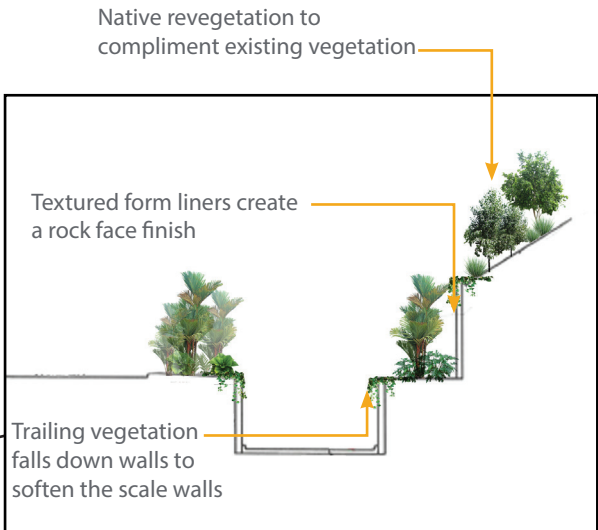 Native revegetation to
compliment existing vegetation
Textured form liners create
a rock face finish
Trailing vegetation
falls down walls to
soften the scale walls